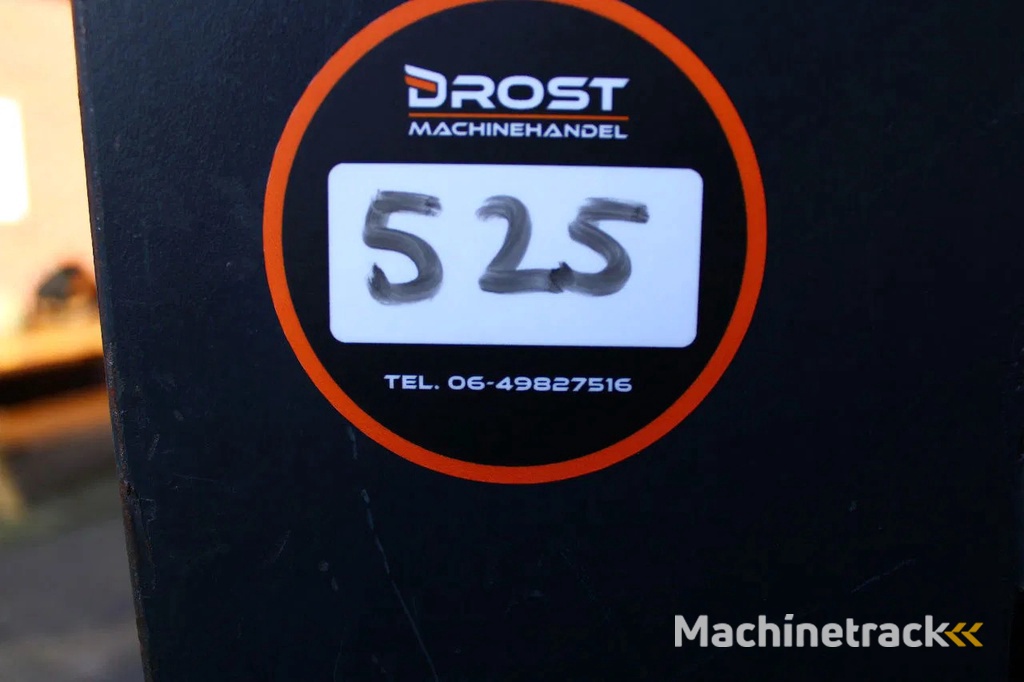 DROST
MACHINEHANDEL
525
TEL. 06-49827516
Machinetrack